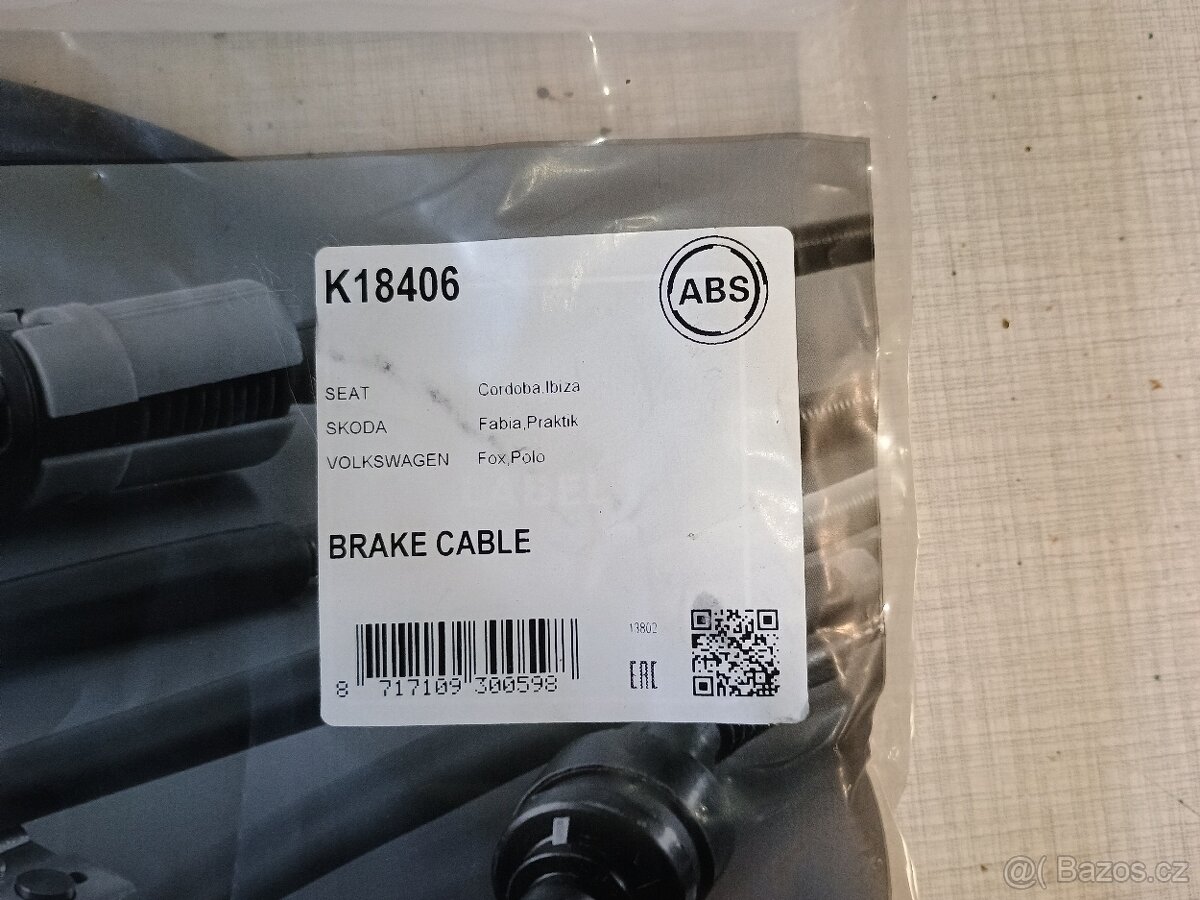 K18406
ABS
SEAT Cordoba,Ibiza
SKODA Fabia,Praktik
VOLKSWAGEN Fox,Polo
LABEL
BRAKE CABLE
13802
EAC
8 717109 300598
@( Bazos.cz